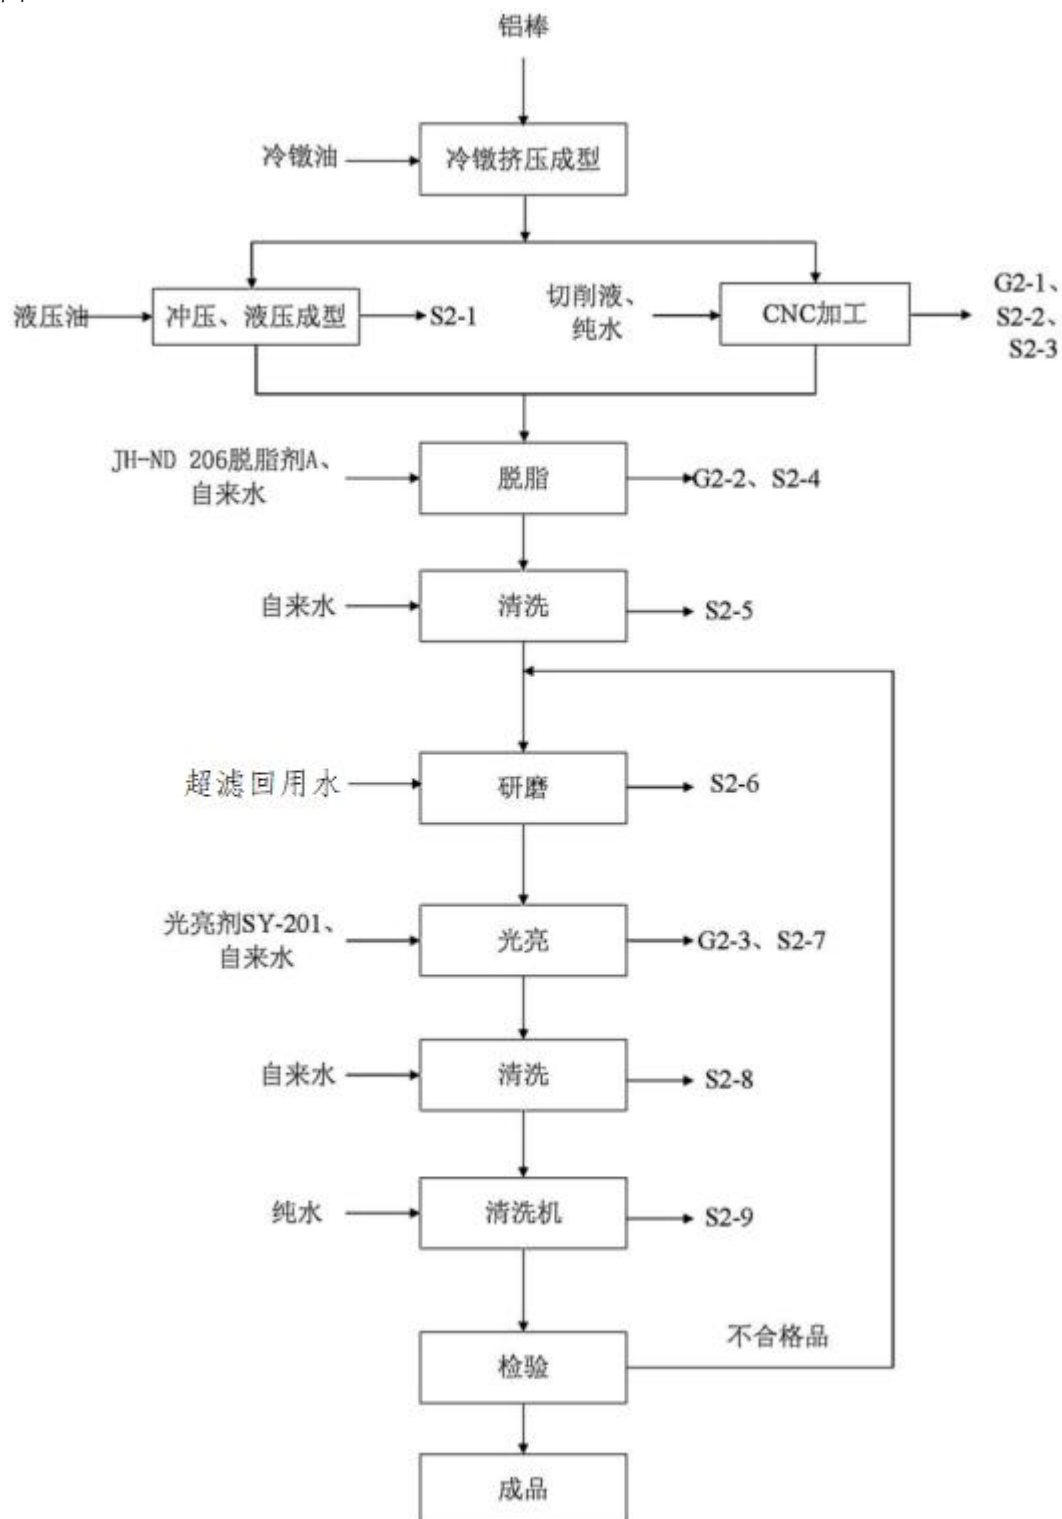 铝棒
冷镦油
冷镦挤压成型
液压油
冲压、液压成型
S2-1
切削液、
纯水
CNC加工
G2-1、
S2-2、
S2-3
JH-ND 206脱脂剂A、
自来水
脱脂
G2-2、S2-4
自来水
清洗
S2-5
超滤回用水
研磨
S2-6
光亮剂SY-201、
自来水
光亮
G2-3、S2-7
自来水
清洗
S2-8
纯水
清洗机
S2-9
不合格品
检验
成品